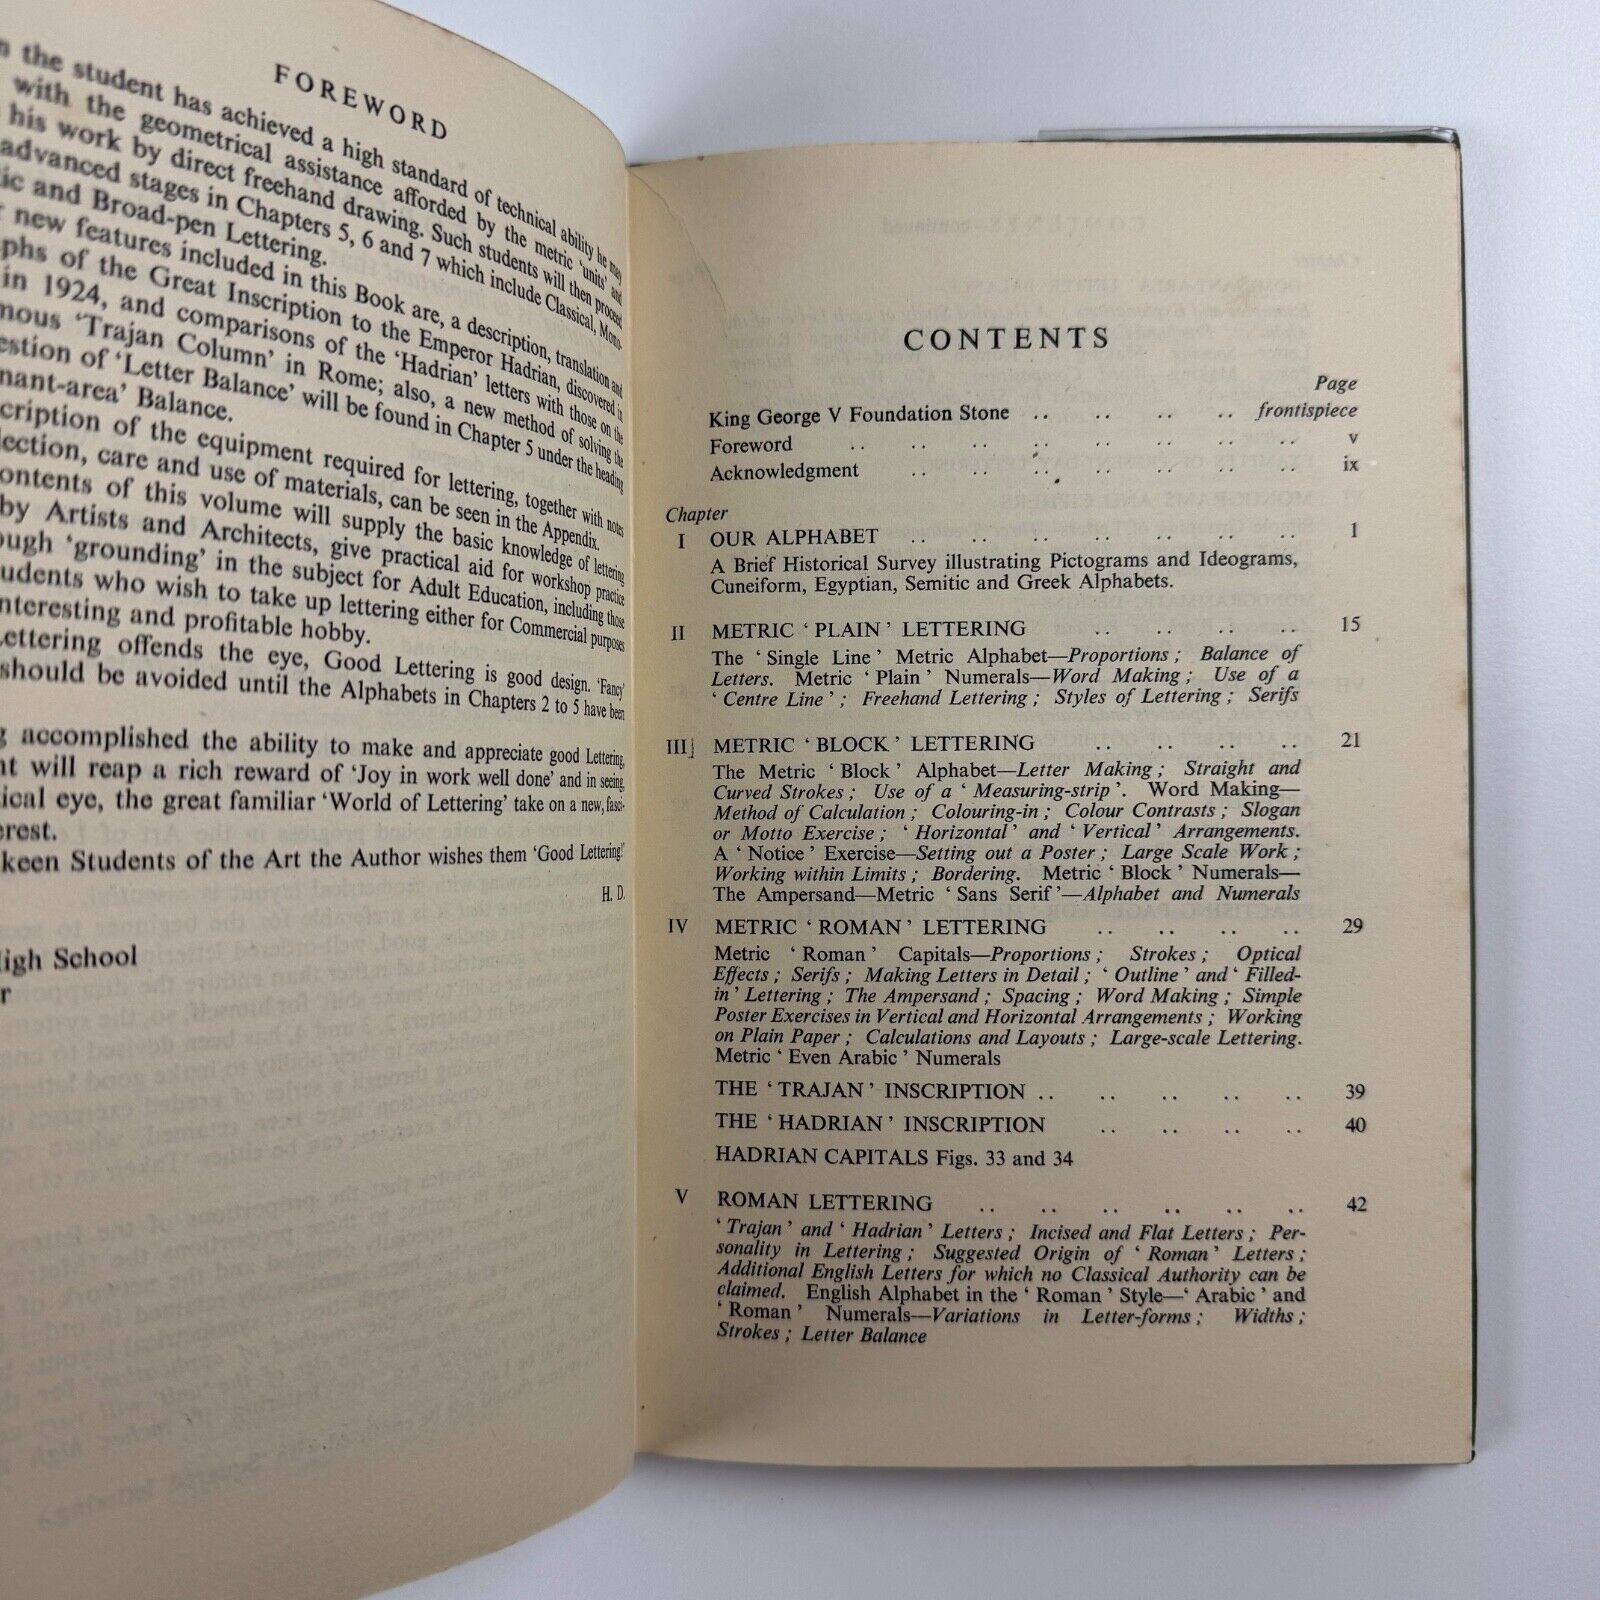 FOREWORD
the student has achieved a high standard of technical ability he may
with the geometrical assistance afforded by the metric 'units' and
his work by direct freehand drawing. Such students will then proceed
advanced stages in Chapters 5, 6 and 7 which include Classical, Mono-
ic and Broad-pen Lettering.
new features included in this Book are, a description, translation and
phs of the Great Inscription to the Emperor Hadrian, discovered in
in 1924, and comparisons of the 'Hadrian' letters with those on the
mous 'Trajan Column' in Rome; also, a new method of solving the
estion of 'Letter Balance' will be found in Chapter 5 under the heading
nant-area' Balance.
cription of the equipment required for lettering, together with notes
lection, care and use of materials, can be seen in the Appendix.
ontents of this volume will supply the basic knowledge of lettering
by Artists and Architects, give practical aid for workshop practice
ough 'grounding' in the subject for Adult Education, including those
udents who wish to take up lettering either for Commercial purposes
nteresting and profitable hobby.
Lettering offends the eye, Good Lettering is good design. 'Fancy'
should be avoided until the Alphabets in Chapters 2 to 5 have been
g accomplished the ability to make and appreciate good Lettering,
nt will reap a rich reward of 'Joy in work well done' and in seeing,
ical eye, the great familiar 'World of Lettering' take on a new, fasci-
erest.
keen Students of the Art the Author wishes them 'Good Lettering!'
H. D.
High School
r
CONTENTS
Page
King George V Foundation Stone .. .. .. .. frontispiece
Foreword .. .. .. .. .. .. .. .. v
Acknowledgment .. .. .. .. .. .. .. ix
Chapter
I OUR ALPHABET .. .. .. .. .. .. .. 1
A Brief Historical Survey illustrating Pictograms and Ideograms,
Cuneiform, Egyptian, Semitic and Greek Alphabets.
II METRIC ' PLAIN ' LETTERING .. .. .. .. 15
The ' Single Line ' Metric Alphabet—Proportions ; Balance of
Letters. Metric ' Plain ' Numerals—Word Making ; Use of a
' Centre Line ' ; Freehand Lettering ; Styles of Lettering ; Serifs
III METRIC ' BLOCK ' LETTERING .. .. .. .. 21
The Metric ' Block ' Alphabet—Letter Making ; Straight and
Curved Strokes ; Use of a ' Measuring-strip '. Word Making—
Method of Calculation ; Colouring-in ; Colour Contrasts ; Slogan
or Motto Exercise ; ' Horizontal ' and ' Vertical ' Arrangements.
A ' Notice ' Exercise—Setting out a Poster ; Large Scale Work ;
Working within Limits ; Bordering. Metric ' Block ' Numerals—
The Ampersand—Metric ' Sans Serif '—Alphabet and Numerals
IV METRIC ' ROMAN ' LETTERING .. .. .. .. 29
Metric ' Roman ' Capitals—Proportions ; Strokes ; Optical
Effects ; Serifs ; Making Letters in Detail ; ' Outline ' and ' Filled-
in ' Lettering ; The Ampersand ; Spacing ; Word Making ; Simple
Poster Exercises in Vertical and Horizontal Arrangements ; Working
on Plain Paper ; Calculations and Layouts ; Large-scale Lettering.
Metric ' Even Arabic ' Numerals
THE ' TRAJAN ' INSCRIPTION .. .. .. .. .. 39
THE ' HADRIAN ' INSCRIPTION .. .. .. .. 40
HADRIAN CAPITALS Figs. 33 and 34
V ROMAN LETTERING .. .. .. .. .. .. 42
' Trajan ' and ' Hadrian ' Letters ; Incised and Flat Letters ; Per-
sonality in Lettering ; Suggested Origin of ' Roman ' Letters ;
Additional English Letters for which no Classical Authority can be
claimed. English Alphabet in the ' Roman ' Style—' Arabic ' and
' Roman ' Numerals—Variations in Letter-forms ; Widths ;
Strokes ; Letter Balance